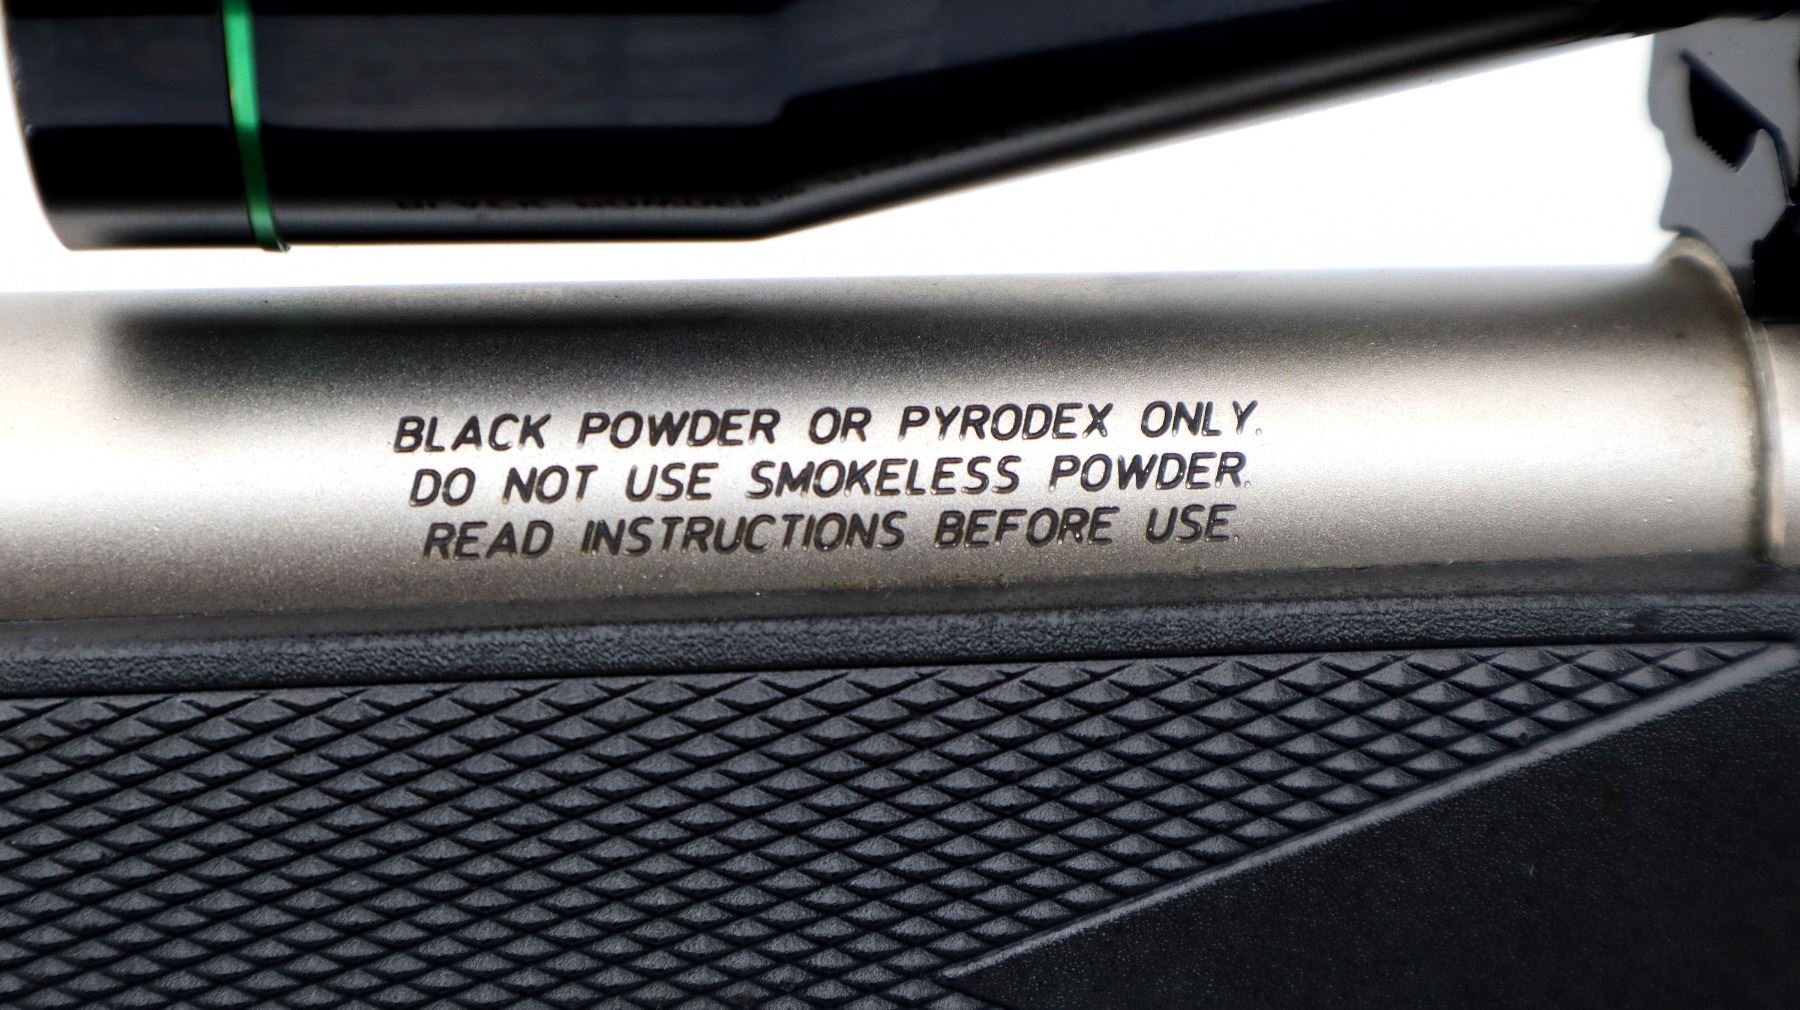 BLACK POWDER OR PYRODEX ONLY.
DO NOT USE SMOKELESS POWDER.
READ INSTRUCTIONS BEFORE USE.